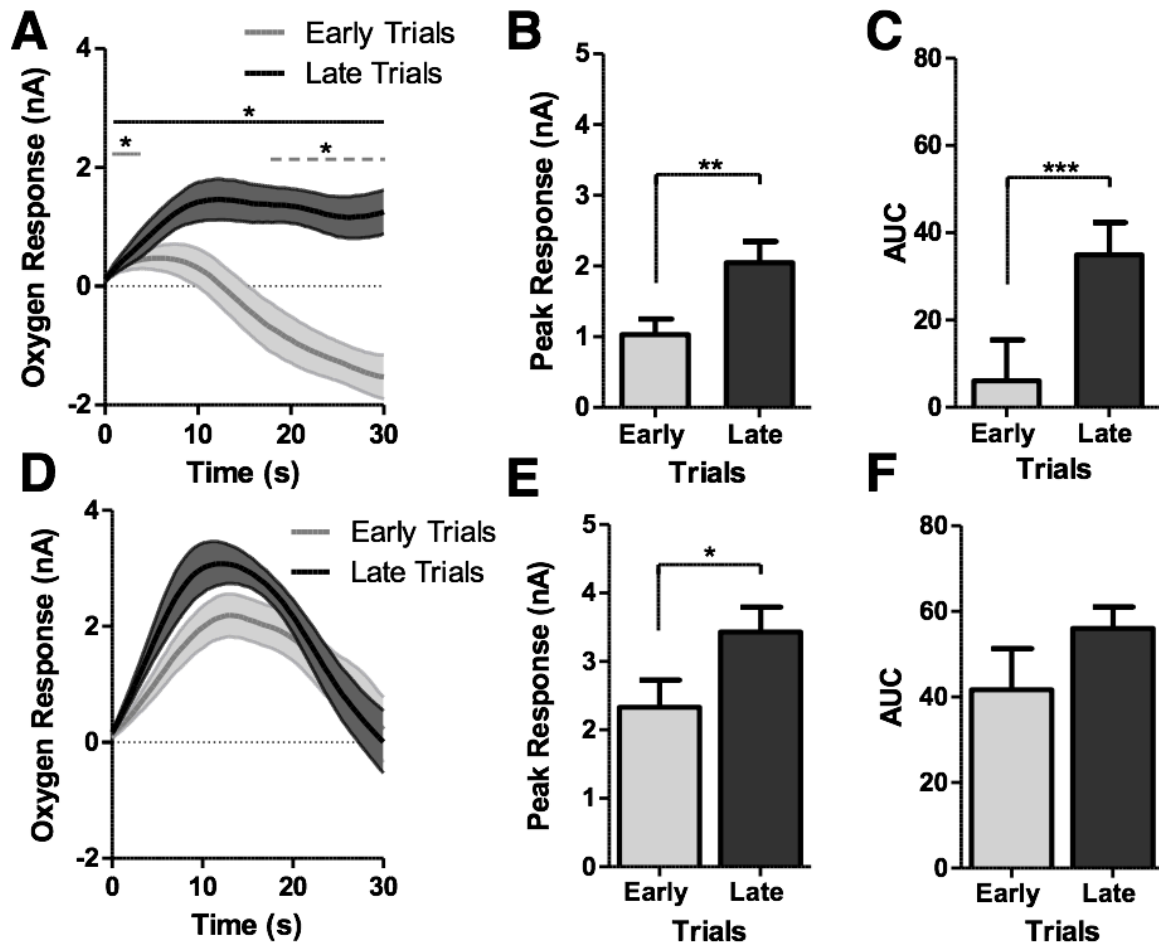 A
Oxygen Response (nA)
4
2
0
-2
0
10
20
30
Time (s)
Early Trials
Late Trials
*
*
*
B
Peak Response (nA)
5
4
3
2
1
0
**
Early
Late
Trials
C
AUC
80
60
40
20
0
***
Early
Late
Trials
D
Oxygen Response (nA)
4
2
0
-2
0
10
20
30
Time (s)
Early Trials
Late Trials
E
Peak Response (nA)
5
4
3
2
1
0
*
Early
Late
Trials
F
AUC
80
60
40
20
0
Early
Late
Trials